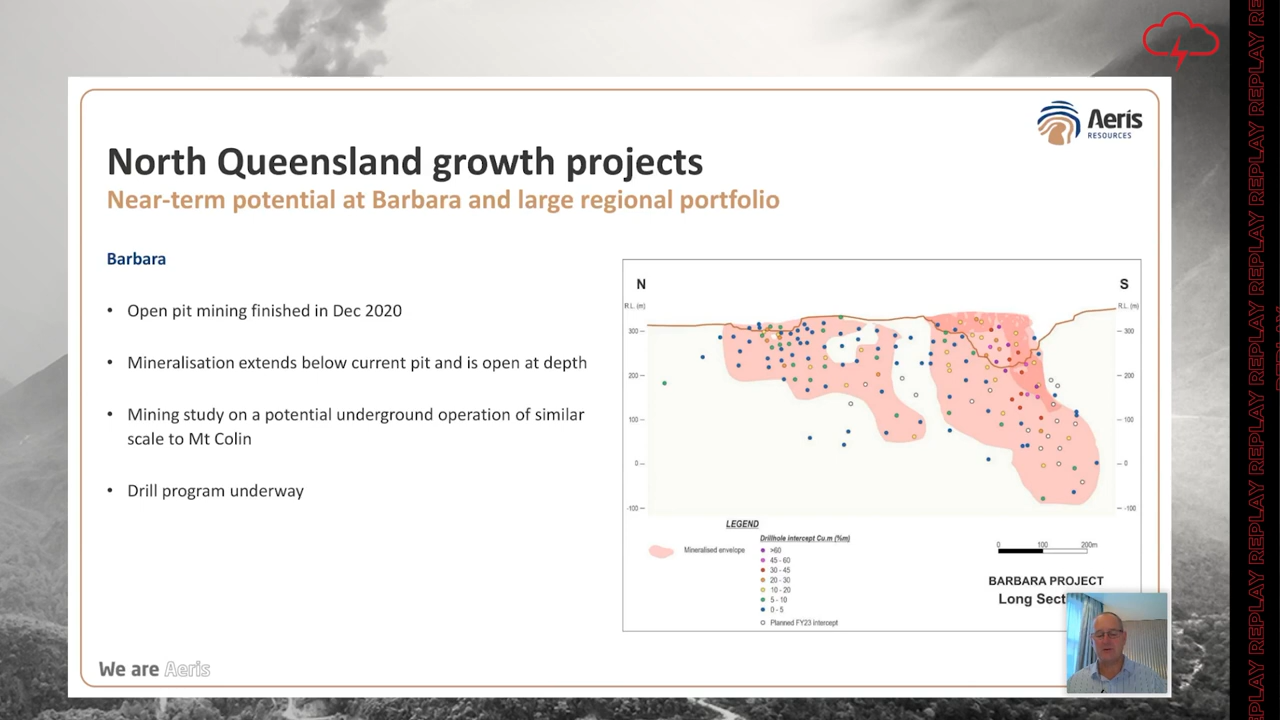 Aeris
RESOURCES
North Queensland growth projects
Near-term potential at Barbara and large regional portfolio
Barbara
• Open pit mining finished in Dec 2020
• Mineralisation extends below current pit and is open at depth
• Mining study on a potential underground operation of similar
scale to Mt Colin
• Drill program underway
N
S
R.L. (m)
R.L. (m)
300
300
200
200
100
100
0
0
-100
-100
LEGEND
Drillhole intercept Cu.m (%m)
Mineralised envelope
>60
45 - 60
30 - 45
20 - 30
10 - 20
5 - 10
0 - 5
Planned FY23 intercept
0 100 200m
BARBARA PROJECT
Long Sect
We are Aeris
REPLAY REPLAY REPLAY REPLAY REPLAY REPLAY REPLAY